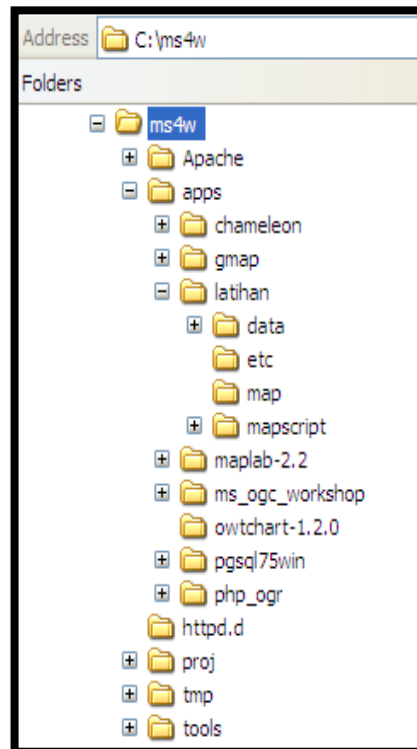 Address C:\ms4w
Folders
ms4w
Apache
apps
chameleon
gmap
latihan
data
etc
map
mapscript
maplab-2.2
ms_ogc_workshop
owtchart-1.2.0
pgsql75win
php_ogr
httpd.d
proj
tmp
tools